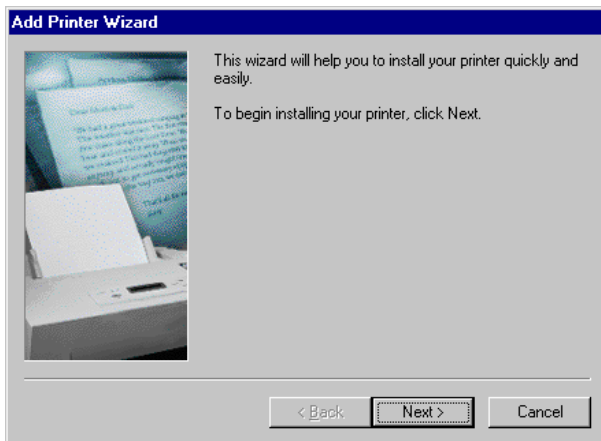 Add Printer Wizard
This wizard will help you to install your printer quickly and
easily.
To begin installing your printer, click Next.
< Back
Next >
Cancel